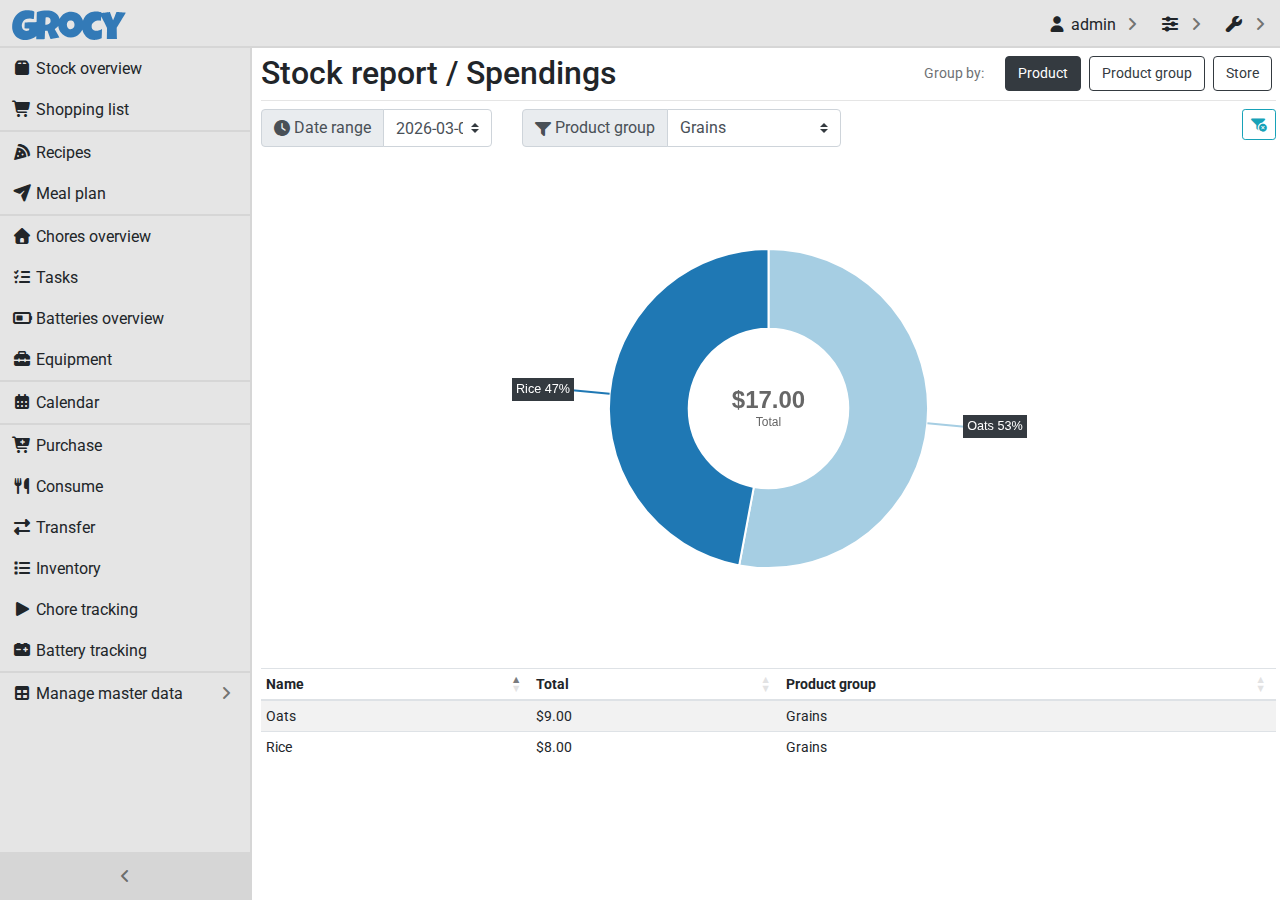 GROCY
admin
Stock overview
Shopping list
Recipes
Meal plan
Chores overview
Tasks
Batteries overview
Equipment
Calendar
Purchase
Consume
Transfer
Inventory
Chore tracking
Battery tracking
Manage master data
Stock report / Spendings
Group by: Product Product group Store
Date range 2026-03-0 Product group Grains
Rice 47%
$17.00
Total
Oats 53%
Name Total Product group
Oats $9.00 Grains
Rice $8.00 Grains